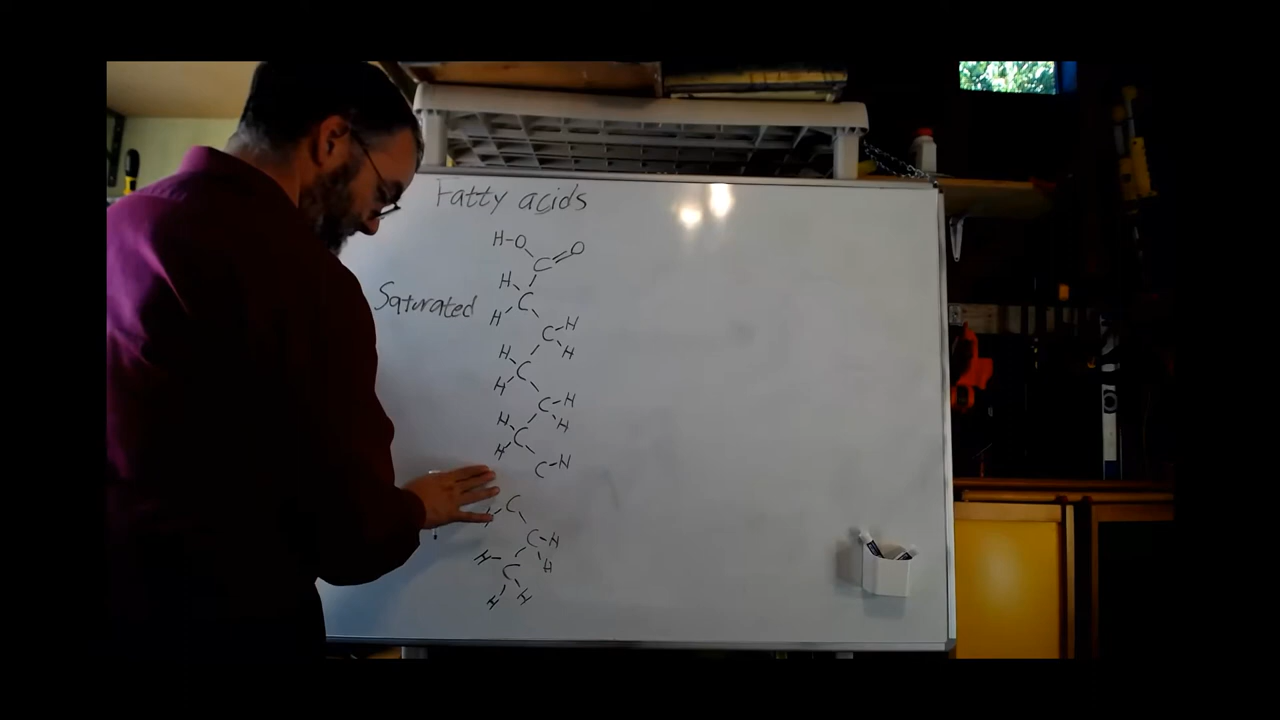 Fatty acids
H-O O
C
H
Saturated C
H C-H
H H
C
H C-H
H H
C
H C-H
C
C-H
H H
C
H H